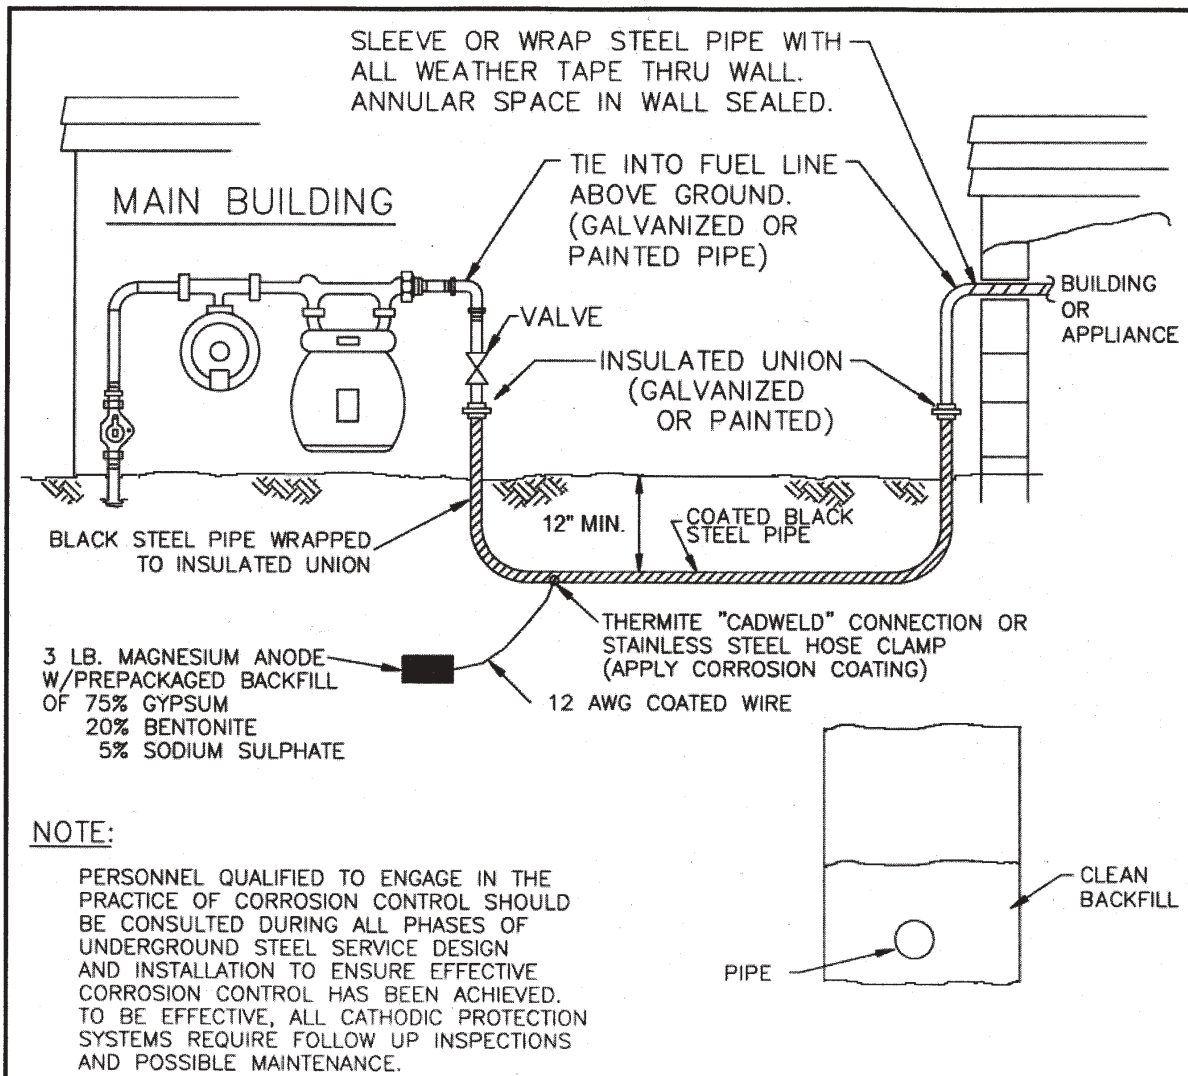 SLEEVE OR WRAP STEEL PIPE WITH
ALL WEATHER TAPE THRU WALL.
ANNULAR SPACE IN WALL SEALED.
MAIN BUILDING
TIE INTO FUEL LINE
ABOVE GROUND.
(GALVANIZED OR
PAINTED PIPE)
BUILDING
OR
APPLIANCE
VALVE
INSULATED UNION
(GALVANIZED
OR PAINTED)
BLACK STEEL PIPE WRAPPED
TO INSULATED UNION
12" MIN.
COATED BLACK
STEEL PIPE
THERMITE "CADWELD" CONNECTION OR
STAINLESS STEEL HOSE CLAMP
(APPLY CORROSION COATING)
3 LB. MAGNESIUM ANODE
W/PREPACKAGED BACKFILL
OF 75% GYPSUM
20% BENTONITE
5% SODIUM SULPHATE
12 AWG COATED WIRE
NOTE:
PERSONNEL QUALIFIED TO ENGAGE IN THE
PRACTICE OF CORROSION CONTROL SHOULD
BE CONSULTED DURING ALL PHASES OF
UNDERGROUND STEEL SERVICE DESIGN
AND INSTALLATION TO ENSURE EFFECTIVE
CORROSION CONTROL HAS BEEN ACHIEVED.
TO BE EFFECTIVE, ALL CATHODIC PROTECTION
SYSTEMS REQUIRE FOLLOW UP INSPECTIONS
AND POSSIBLE MAINTENANCE.
CLEAN
BACKFILL
PIPE